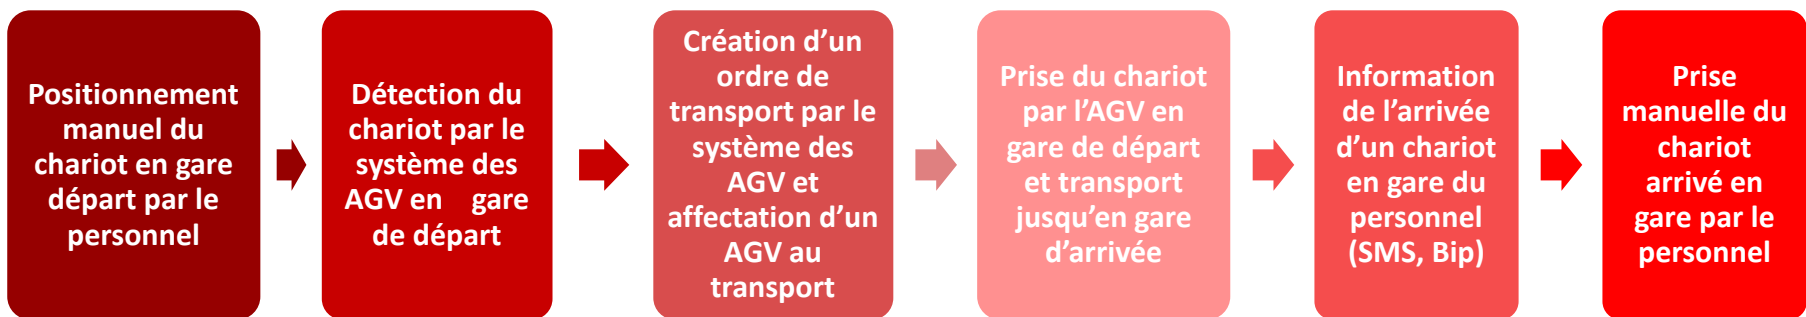 Positionnement
manuel du
chariot en gare
départ par le
personnel
Détection du
chariot par le
système des
AGV en gare
de départ
Création d’un
ordre de
transport par le
système des
AGV et
affectation d’un
AGV au
transport
Prise du chariot
par l’AGV en
gare de départ
et transport
jusqu’en gare
d’arrivée
Information
de l’arrivée
d’un chariot
en gare du
personnel
(SMS, Bip)
Prise
manuelle du
chariot
arrivé en
gare par le
personnel